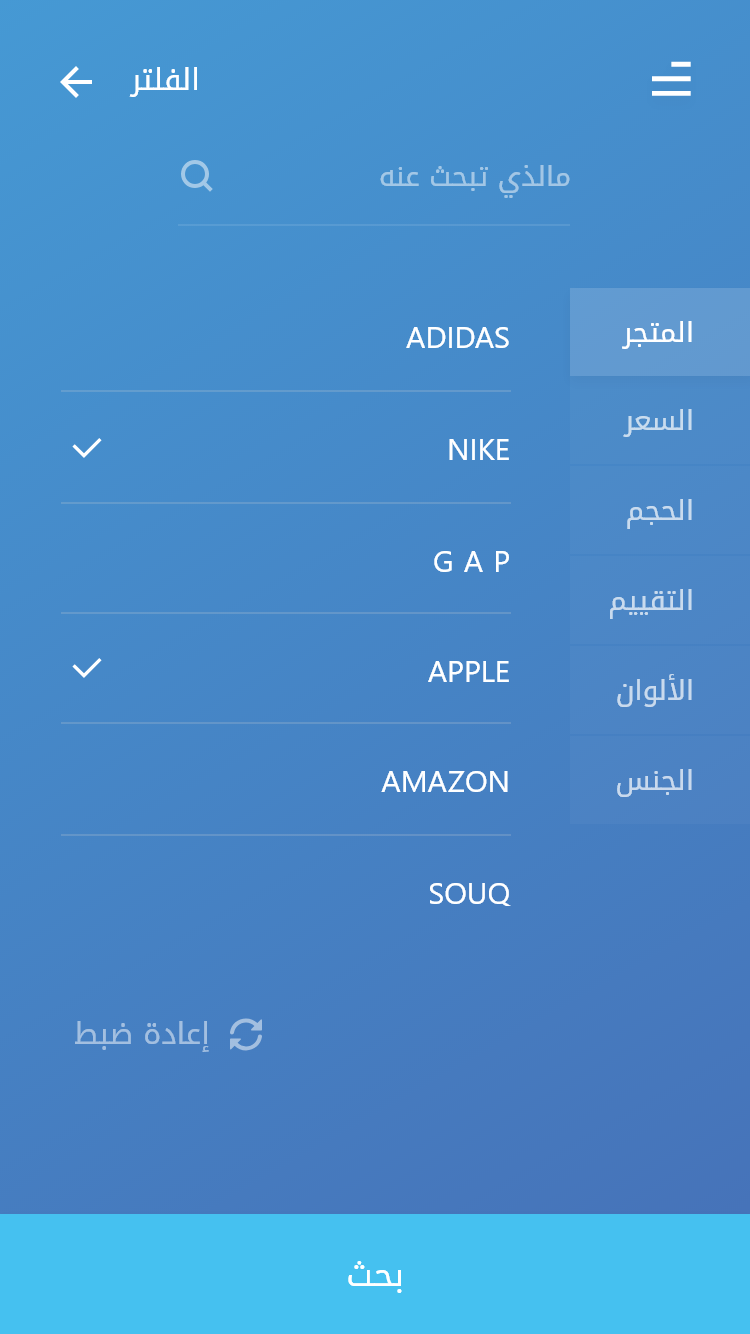 الفلتر
مالذي تبحث عنه
المتجر
السعر
الحجم
التقييم
الألوان
الجنس
ADIDAS
NIKE
G A P
APPLE
AMAZON
SOUQ
إعادة ضبط
بحث